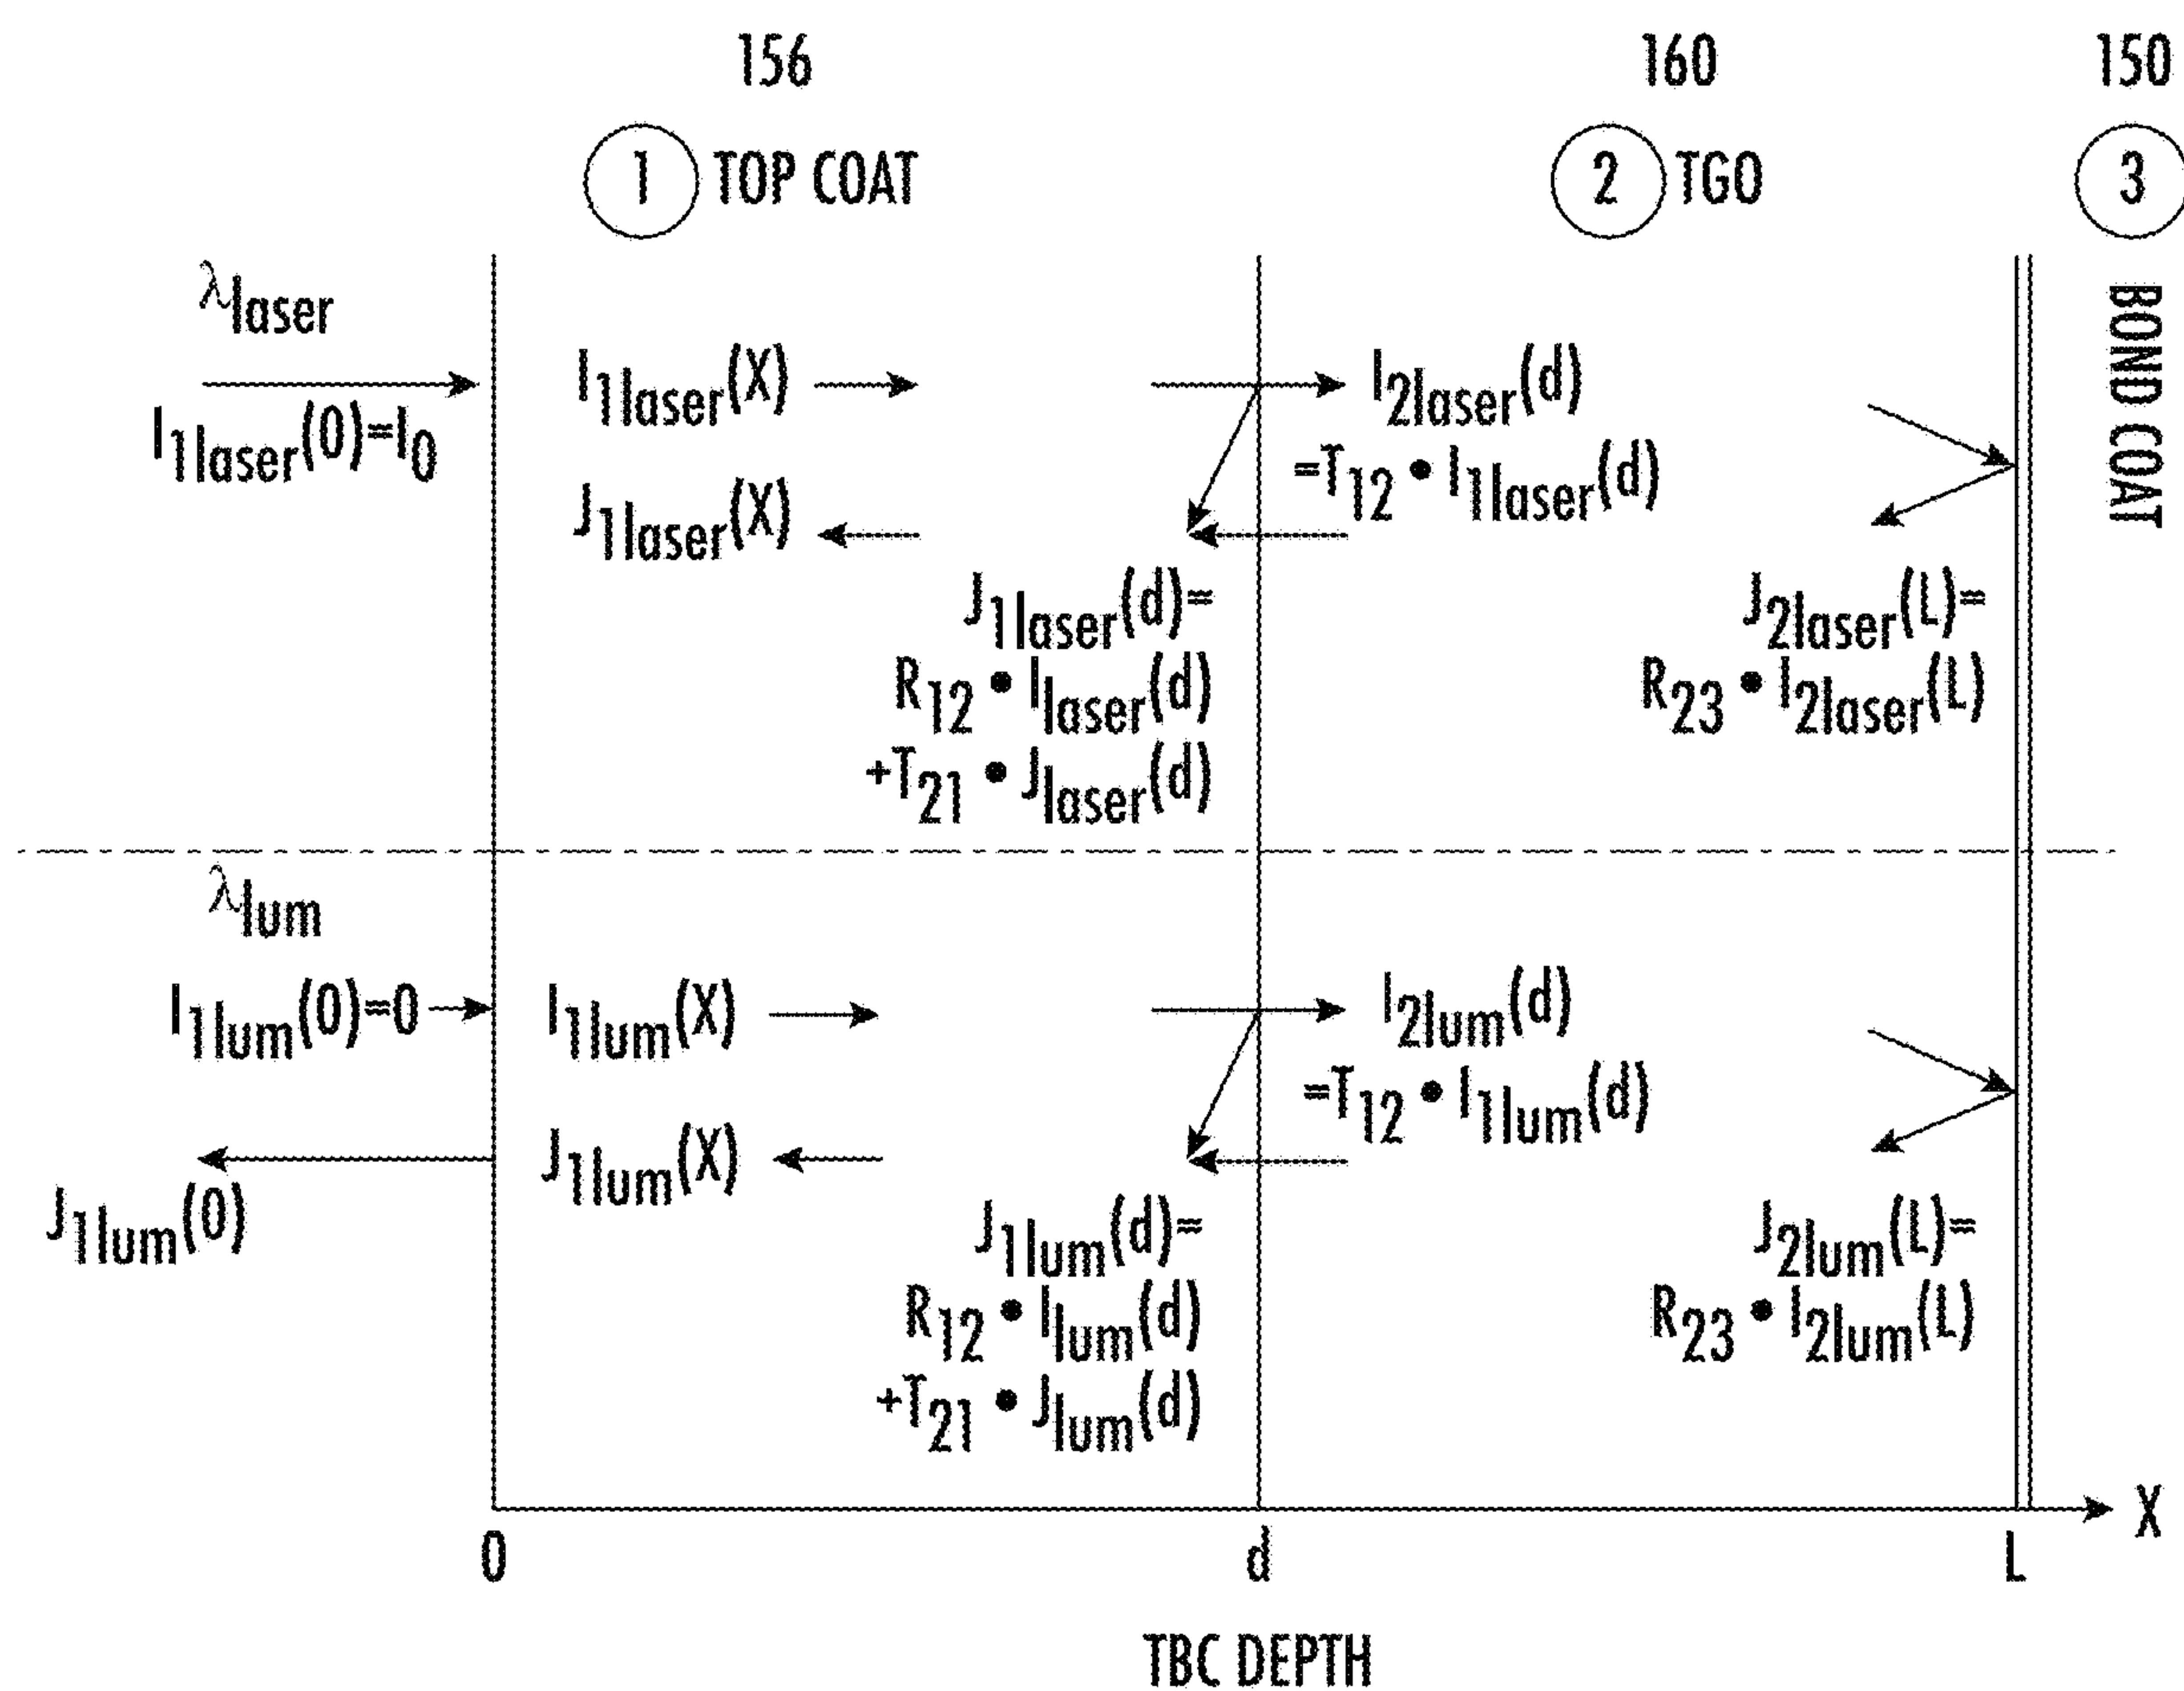 156 160 150
1 TOP COAT 2 TGO 3
BOND COAT
λlaser
I1laser(0)=I0
I1laser(X)
J1laser(X)
I2laser(d)
=T12 • I1laser(d)
J1laser(d)=
R12 • Ilaser(d)
+T21 • Jlaser(d)
J2laser(L)=
R23 • I2laser(L)
λlum
I1lum(0)=0
I1lum(X)
J1lum(X)
J1lum(0)
I2lum(d)
=T12 • I1lum(d)
J1lum(d)=
R12 • Ilum(d)
+T21 • Jlum(d)
J2lum(L)=
R23 • I2lum(L)
X
0 d L
TBC DEPTH